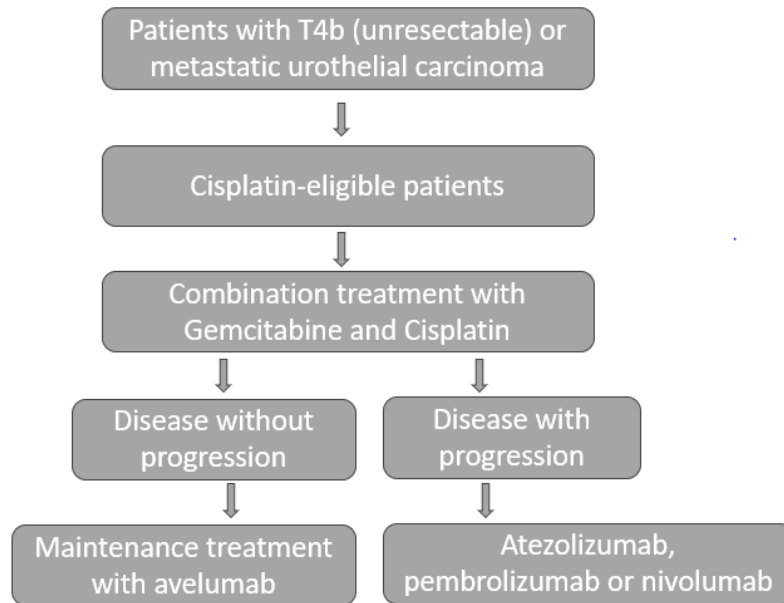 Patients with T4b (unresectable) or
metastatic urothelial carcinoma
Cisplatin-eligible patients
Combination treatment with
Gemcitabine and Cisplatin
Disease without
progression
Disease with
progression
Maintenance treatment
with avelumab
Atezolizumab,
pembrolizumab or nivolumab